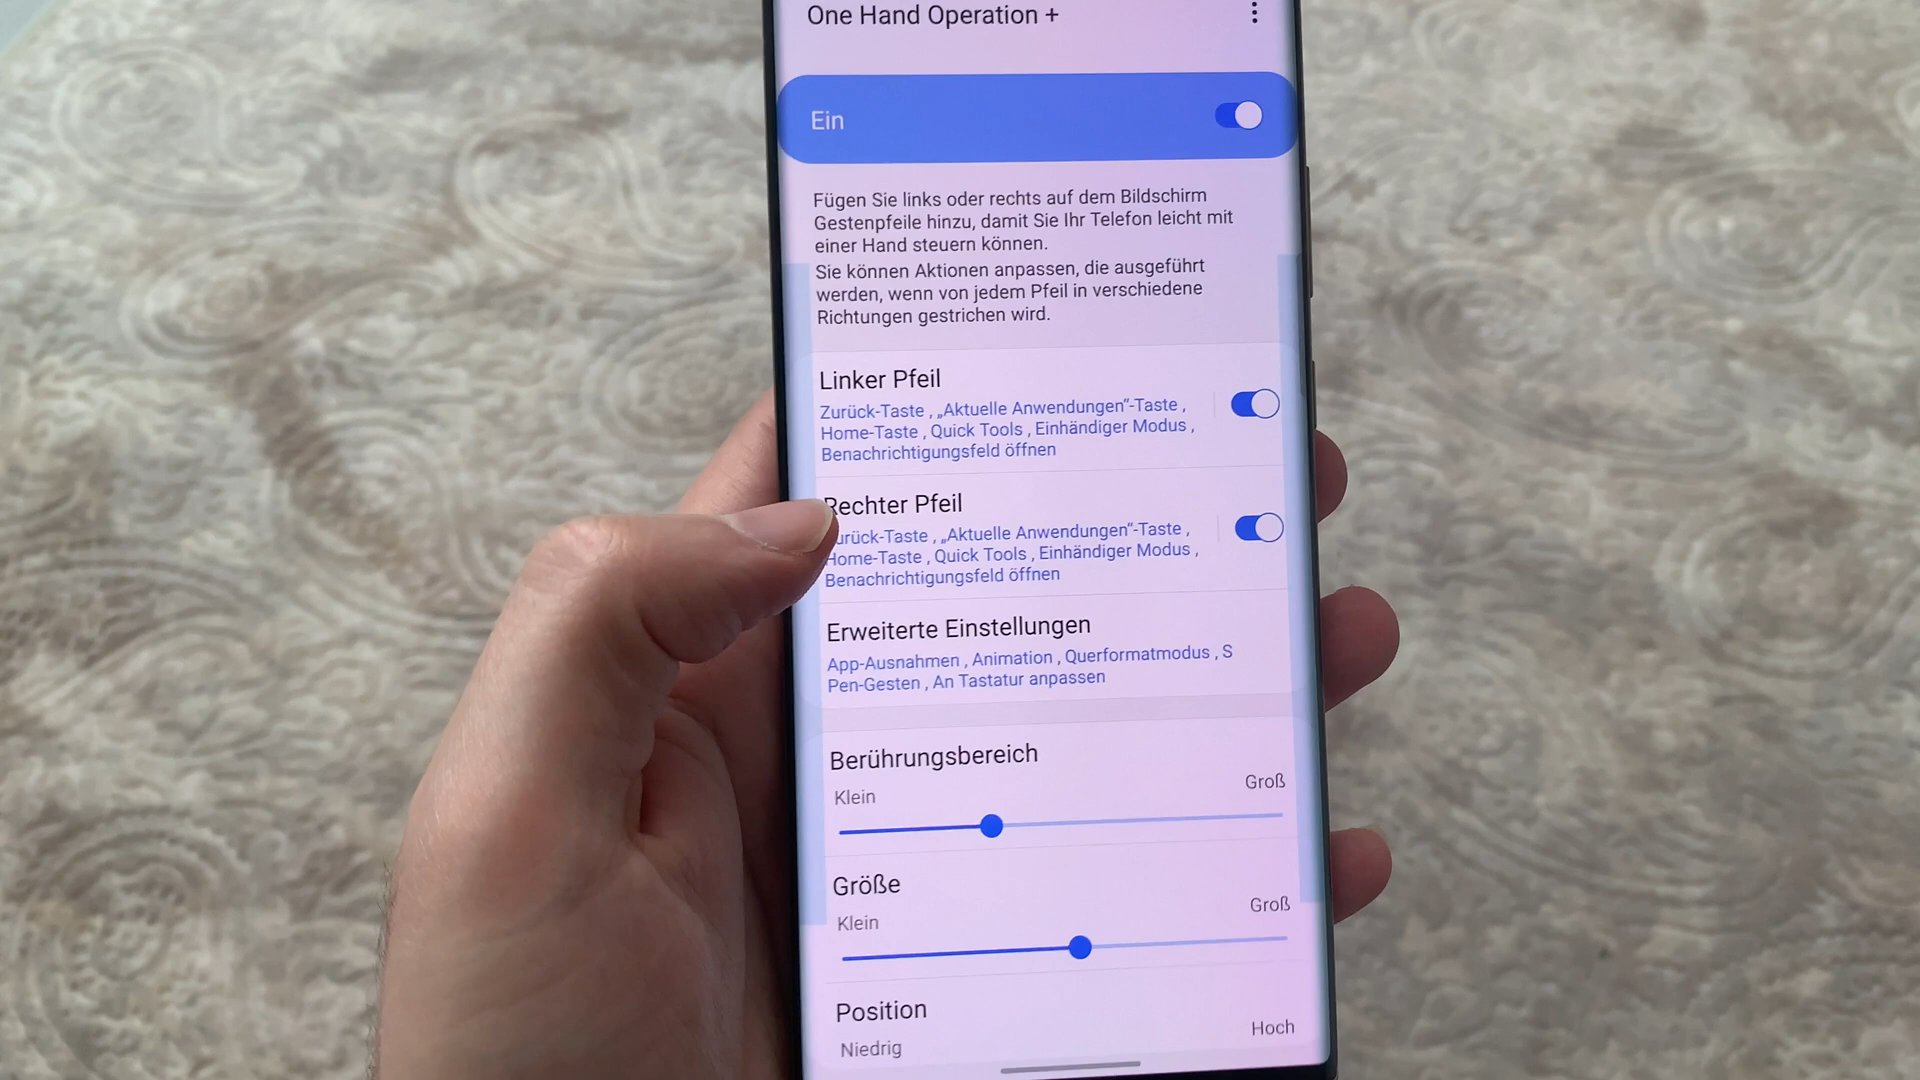 One Hand Operation +
Ein
Fügen Sie links oder rechts auf dem Bildschirm
Gestenpfeile hinzu, damit Sie Ihr Telefon leicht mit
einer Hand steuern können.
Sie können Aktionen anpassen, die ausgeführt
werden, wenn von jedem Pfeil in verschiedene
Richtungen gestrichen wird.
Linker Pfeil
Zurück-Taste , „Aktuelle Anwendungen“-Taste ,
Home-Taste , Quick Tools , Einhändiger Modus ,
Benachrichtigungsfeld öffnen
Rechter Pfeil
urück-Taste , „Aktuelle Anwendungen“-Taste ,
Home-Taste , Quick Tools , Einhändiger Modus ,
Benachrichtigungsfeld öffnen
Erweiterte Einstellungen
App-Ausnahmen , Animation , Querformatmodus , S
Pen-Gesten , An Tastatur anpassen
Berührungsbereich
Klein Groß
Größe
Klein Groß
Position
Niedrig Hoch